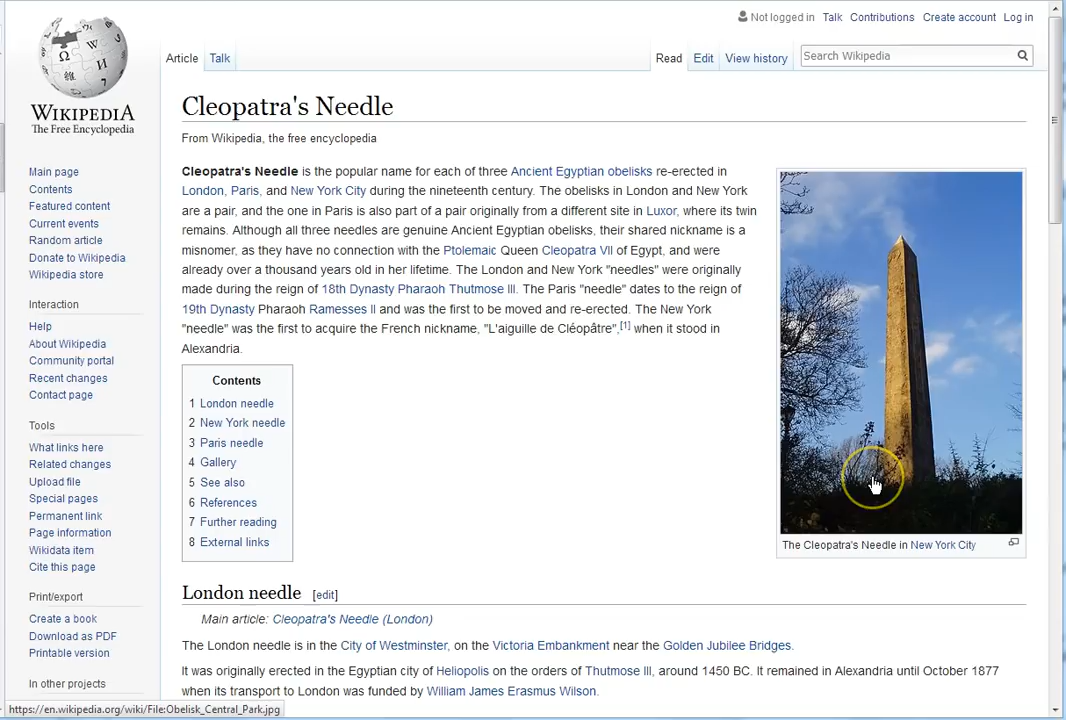 Not logged in Talk Contributions Create account Log in
Article Talk Read Edit View history Search Wikipedia
WIKIPEDIA
The Free Encyclopedia
Main page
Contents
Featured content
Current events
Random article
Donate to Wikipedia
Wikipedia store
Interaction
Help
About Wikipedia
Community portal
Recent changes
Contact page
Tools
What links here
Related changes
Upload file
Special pages
Permanent link
Page information
Wikidata item
Cite this page
Print/export
Create a book
Download as PDF
Printable version
In other projects
Cleopatra's Needle
From Wikipedia, the free encyclopedia
Cleopatra's Needle is the popular name for each of three Ancient Egyptian obelisks re-erected in
London, Paris, and New York City during the nineteenth century. The obelisks in London and New York
are a pair, and the one in Paris is also part of a pair originally from a different site in Luxor, where its twin
remains. Although all three needles are genuine Ancient Egyptian obelisks, their shared nickname is a
misnomer, as they have no connection with the Ptolemaic Queen Cleopatra VII of Egypt, and were
already over a thousand years old in her lifetime. The London and New York "needles" were originally
made during the reign of 18th Dynasty Pharaoh Thutmose III. The Paris "needle" dates to the reign of
19th Dynasty Pharaoh Ramesses II and was the first to be moved and re-erected. The New York
"needle" was the first to acquire the French nickname, "L'aiguille de Cléopâtre",[1] when it stood in
Alexandria.
The Cleopatra's Needle in New York City
Contents
1 London needle
2 New York needle
3 Paris needle
4 Gallery
5 See also
6 References
7 Further reading
8 External links
London needle [edit]
Main article: Cleopatra's Needle (London)
The London needle is in the City of Westminster, on the Victoria Embankment near the Golden Jubilee Bridges.
It was originally erected in the Egyptian city of Heliopolis on the orders of Thutmose III, around 1450 BC. It remained in Alexandria until October 1877
when its transport to London was funded by William James Erasmus Wilson.
https://en.wikipedia.org/wiki/File:Obelisk_Central_Park.jpg